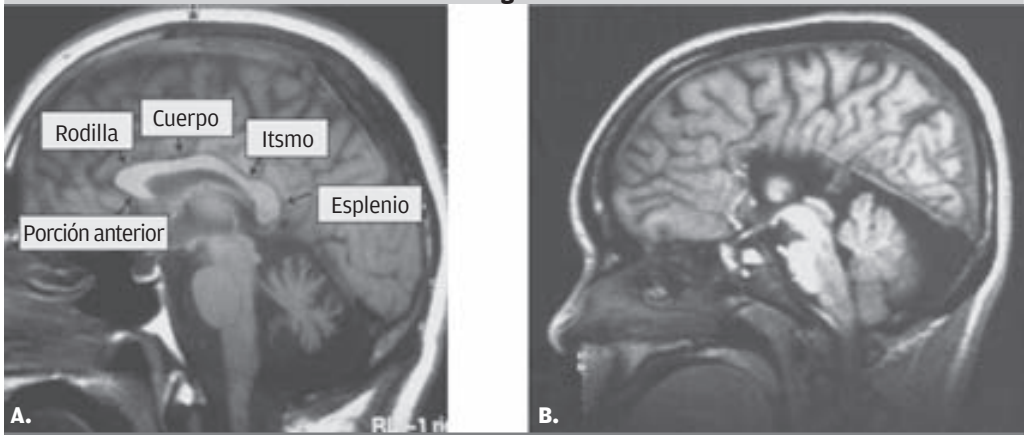 Cuerpo
Rodilla
Itsmo
Esplenio
Porción anterior
A.
B.